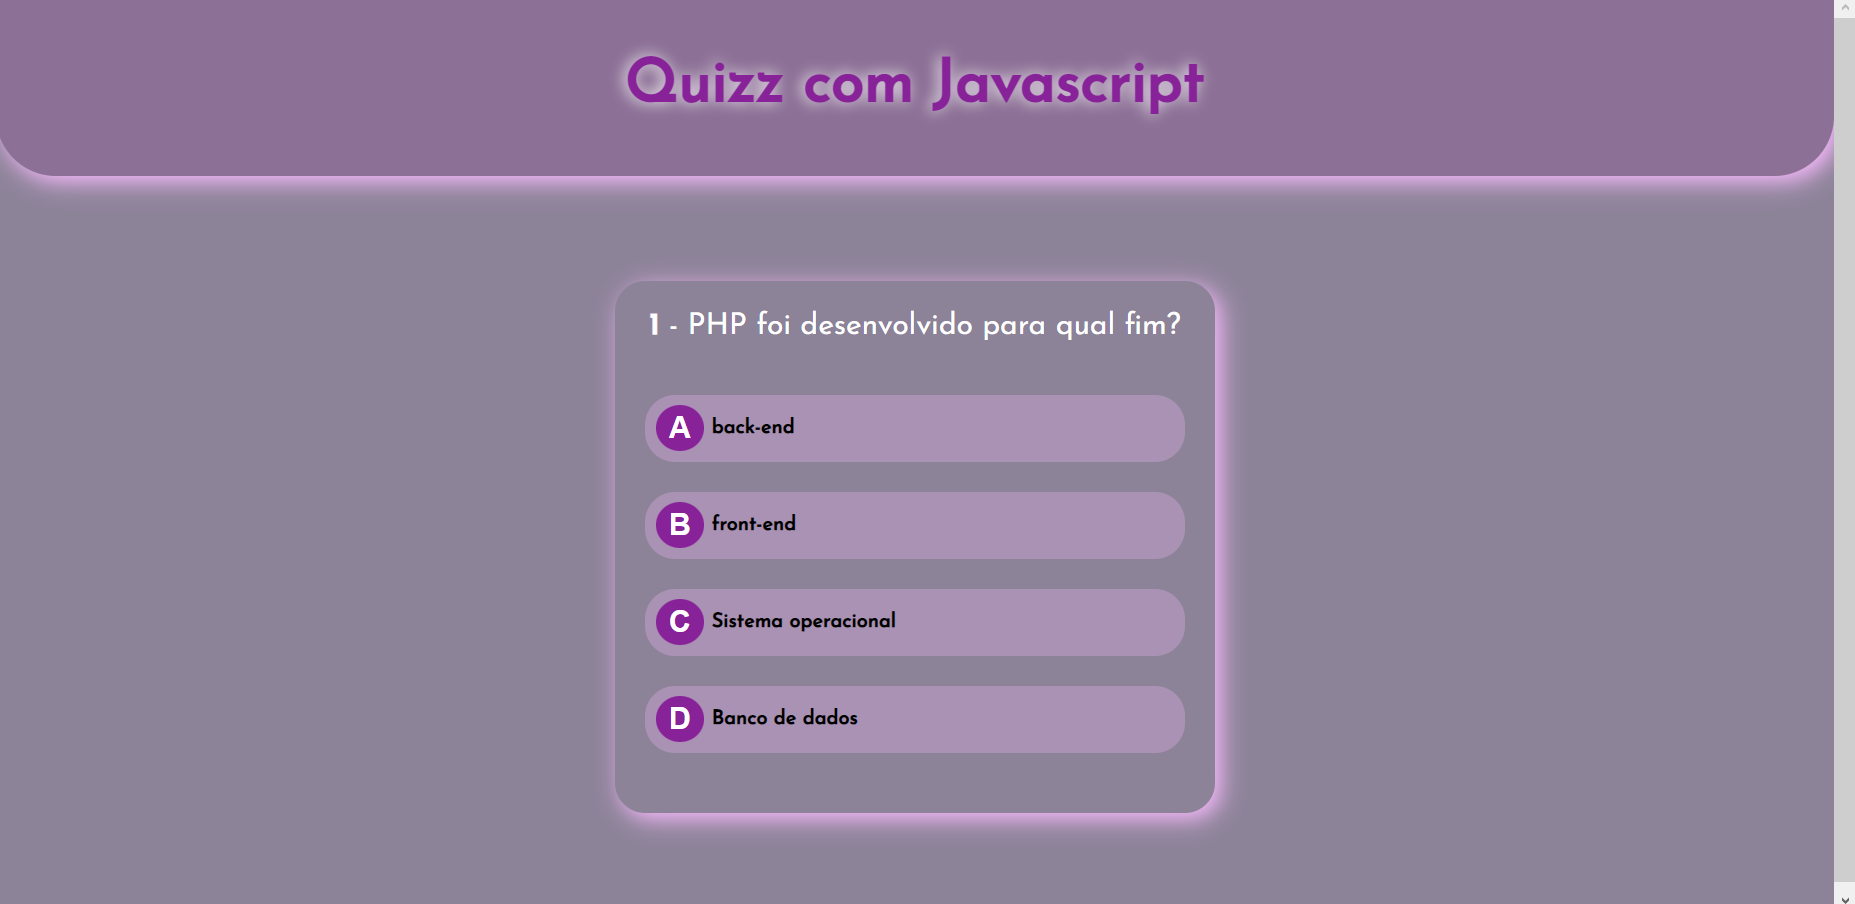 Quizz com Javascript
1 - PHP foi desenvolvido para qual fim?
A back-end
B front-end
C Sistema operacional
D Banco de dados